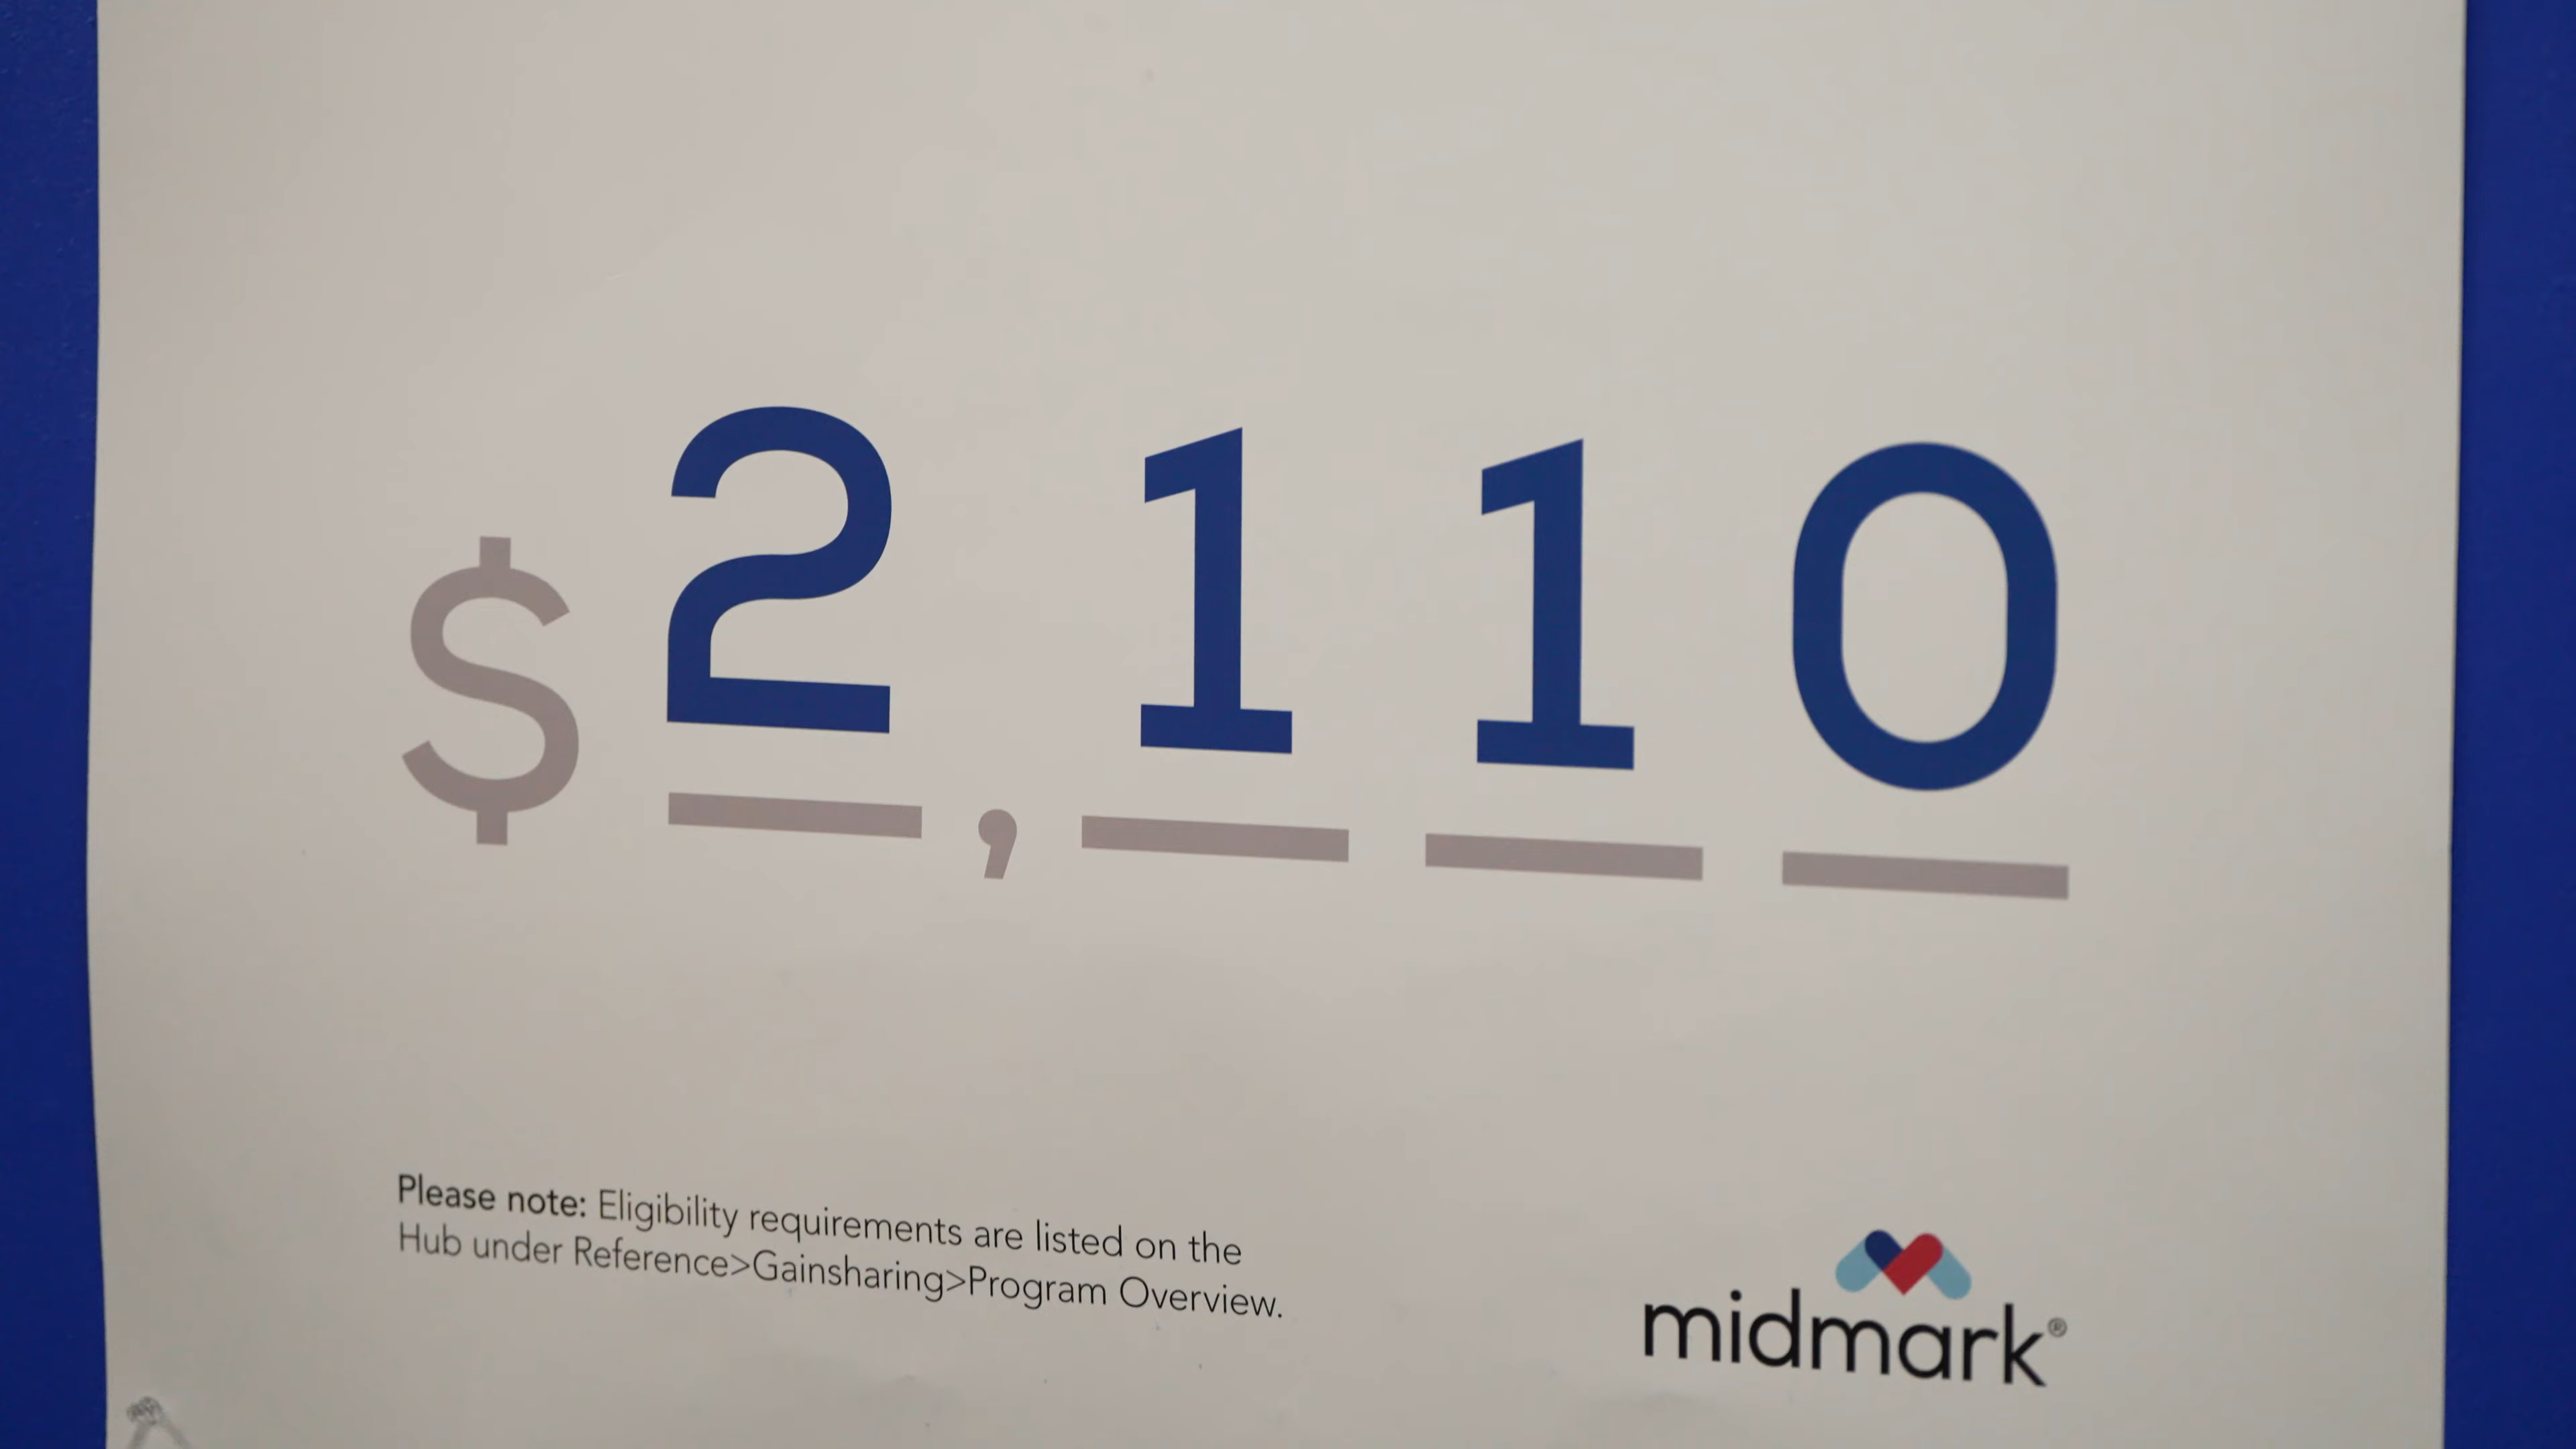 $2,110
Please note: Eligibility requirements are listed on the
Hub under Reference>Gainsharing>Program Overview.
midmark®